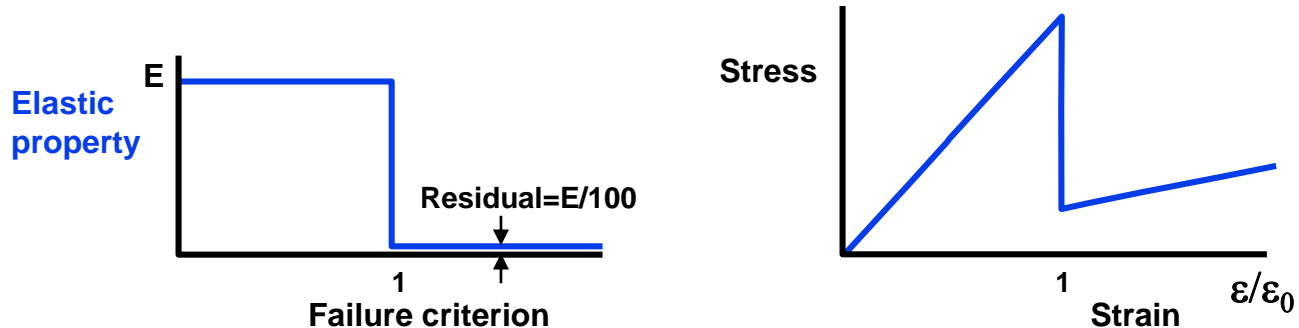 E
Elastic
property
Residual=E/100
1
Failure criterion
Stress
1
ε/ε₀
Strain